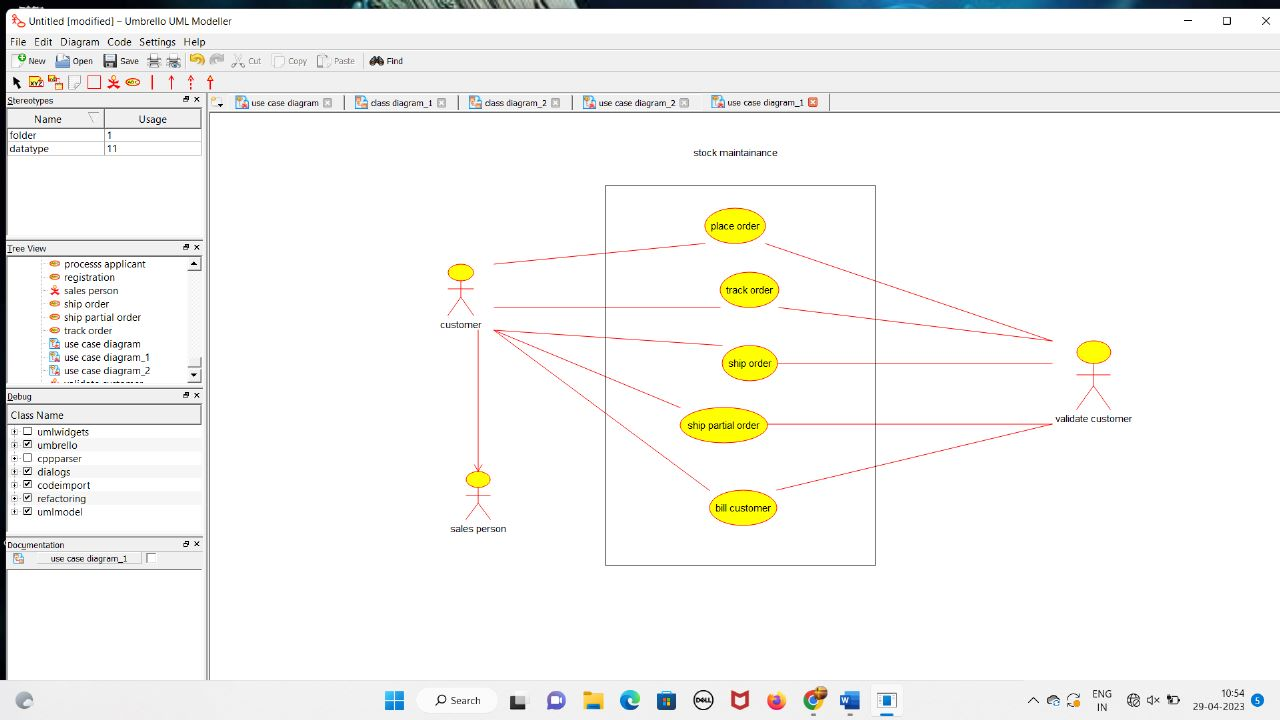 Untitled [modified] – Umbrello UML Modeller
File Edit Diagram Code Settings Help
New Open Save Cut Copy Paste Find
Stereotypes
Name Usage
folder 1
datatype 11
Tree View
processs applicant
registration
sales person
ship order
ship partial order
track order
use case diagram
use case diagram_1
use case diagram_2
validate customer
Debug
Class Name
umlwidgets
umbrello
cppparser
dialogs
codeimport
refactoring
umlmodel
Documentation
use case diagram_1
use case diagram class diagram_1 class diagram_2 use case diagram_2 use case diagram_1
stock maintainance
place order
track order
customer
ship order
validate customer
ship partial order
bill customer
sales person
Search
DELL
W
ENG
IN
10:54
29-04-2023
5